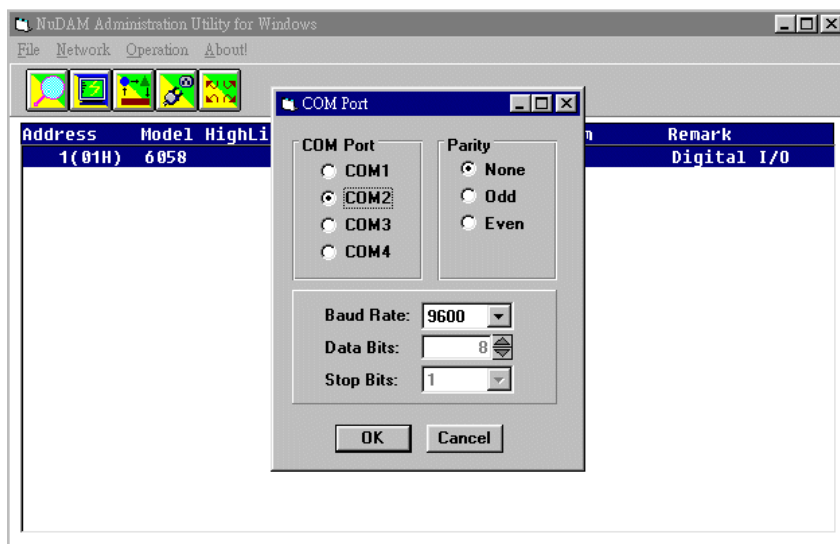 NuDAM Administration Utility for Windows
File Network Operation About!
COM Port
Address Model HighLi m Remark
1(01H) 6058 Digital I/O
COM Port
COM1
COM2
COM3
COM4
Parity
None
Odd
Even
Baud Rate: 9600
Data Bits: 8
Stop Bits: 1
OK Cancel